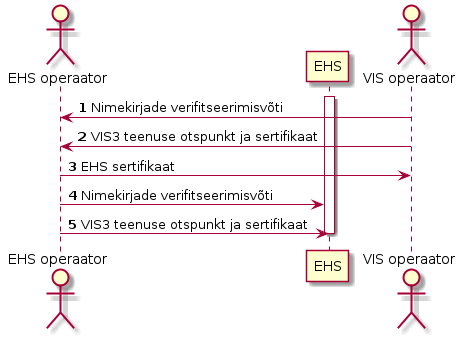 EHS operaator
EHS
VIS operaator
1 Nimekirjade verifitseerimisvõti
2 VIS3 teenuse otspunkt ja sertifikaat
3 EHS sertifikaat
4 Nimekirjade verifitseerimisvõti
5 VIS3 teenuse otspunkt ja sertifikaat
EHS operaator
EHS
VIS operaator